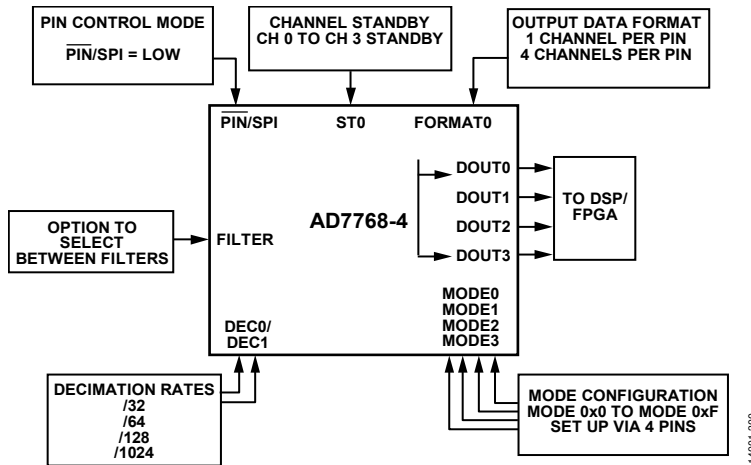 PIN CONTROL MODE
PIN/SPI = LOW
CHANNEL STANDBY
CH 0 TO CH 3 STANDBY
OUTPUT DATA FORMAT
1 CHANNEL PER PIN
4 CHANNELS PER PIN
PIN/SPI
ST0
FORMAT0
DOUT0
DOUT1
DOUT2
DOUT3
TO DSP/
FPGA
AD7768-4
OPTION TO
SELECT
BETWEEN FILTERS
FILTER
MODE0
MODE1
MODE2
MODE3
DEC0/
DEC1
DECIMATION RATES
/32
/64
/128
/1024
MODE CONFIGURATION
MODE 0x0 TO MODE 0xF
SET UP VIA 4 PINS